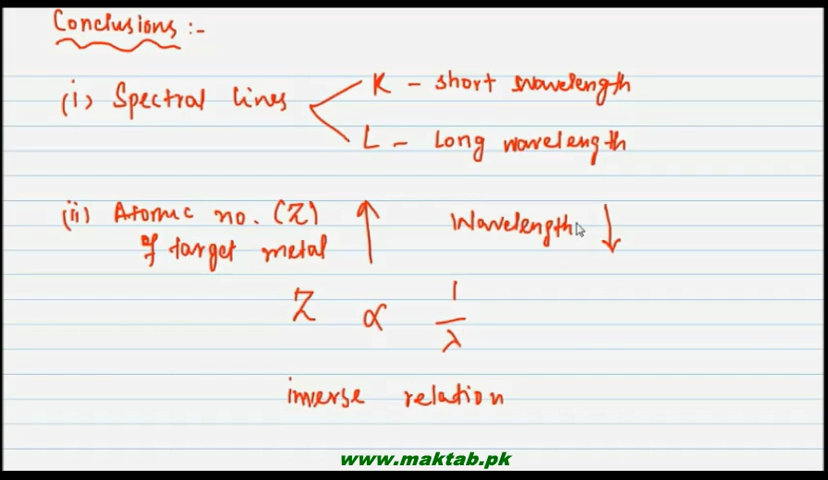 Conclusions :-
(i) Spectral lines
K - short wavelength
L - Long wavelength
(ii) Atomic no. (Z) ↑ Wavelength ↓
of target metal
Z ∝ 1/λ
inverse relation
www.maktab.pk